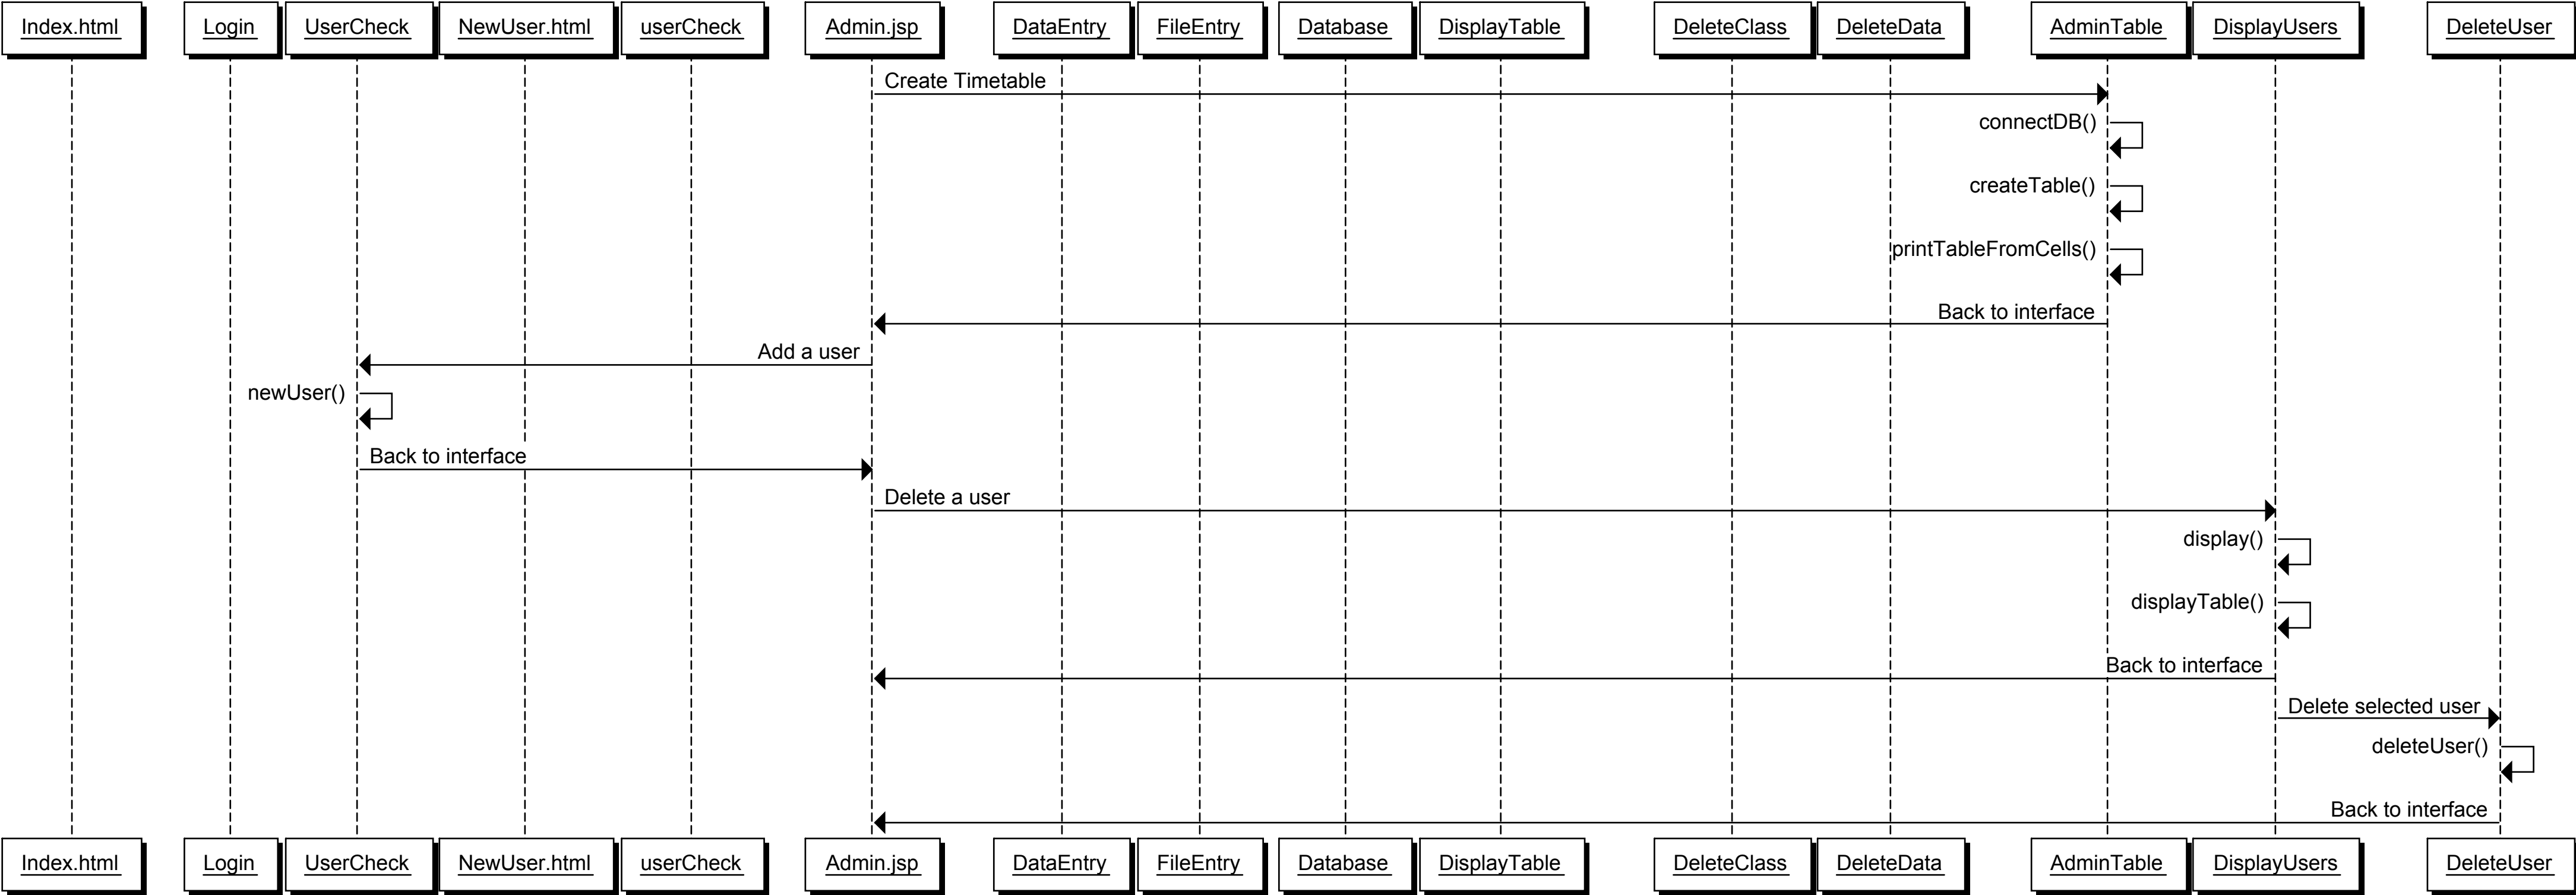 Index.html Login UserCheck NewUser.html userCheck Admin.jsp DataEntry FileEntry Database DisplayTable DeleteClass DeleteData AdminTable DisplayUsers DeleteUser
Create Timetable
connectDB()
createTable()
printTableFromCells()
Back to interface
Add a user
newUser()
Back to interface
Delete a user
display()
displayTable()
Back to interface
Delete selected user
deleteUser()
Back to interface
Index.html Login UserCheck NewUser.html userCheck Admin.jsp DataEntry FileEntry Database DisplayTable DeleteClass DeleteData AdminTable DisplayUsers DeleteUser